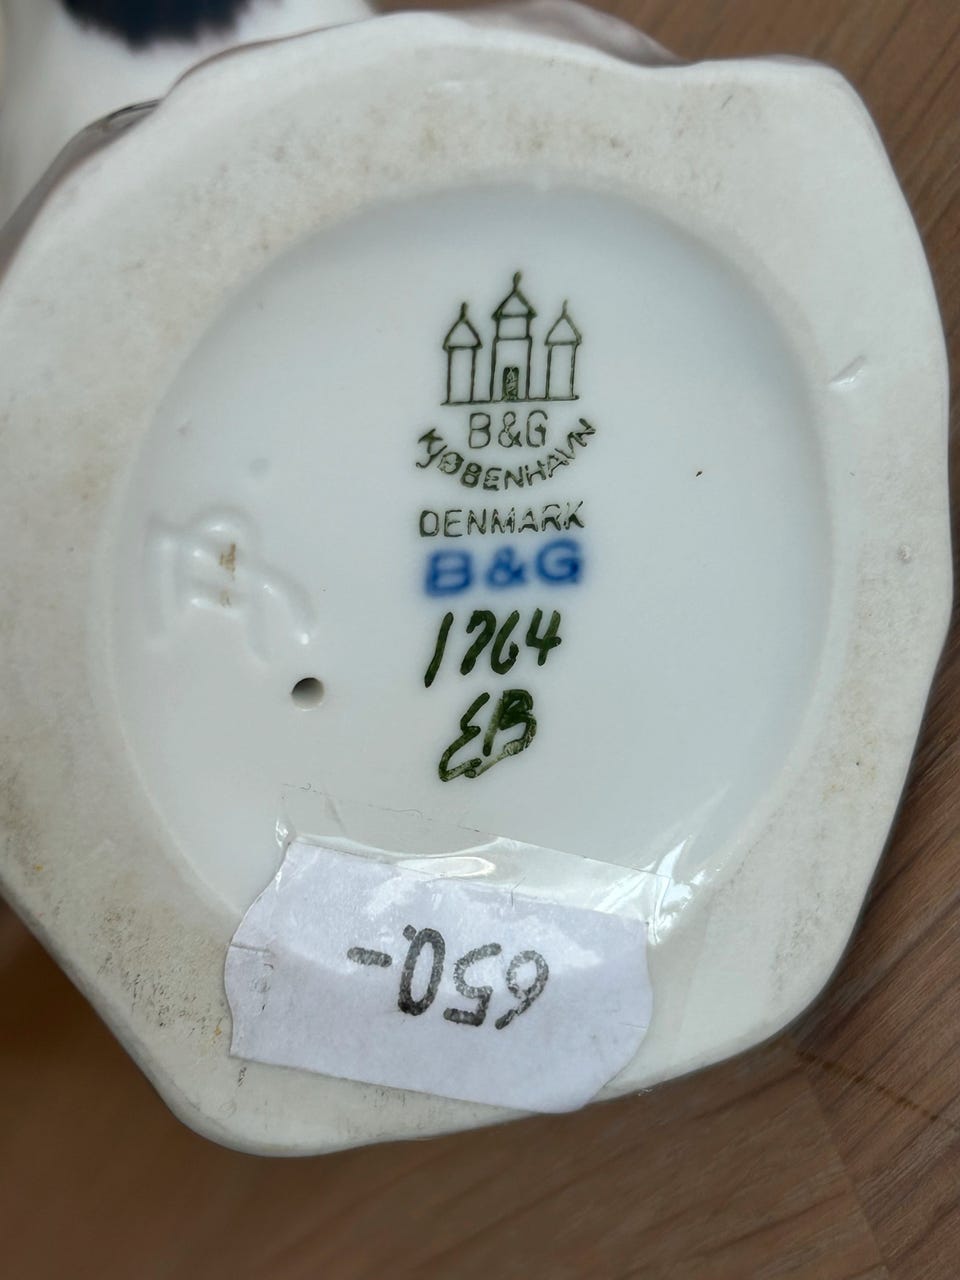 B&G
KJØBENHAVN
DENMARK
B&G
1764
EB
650,-